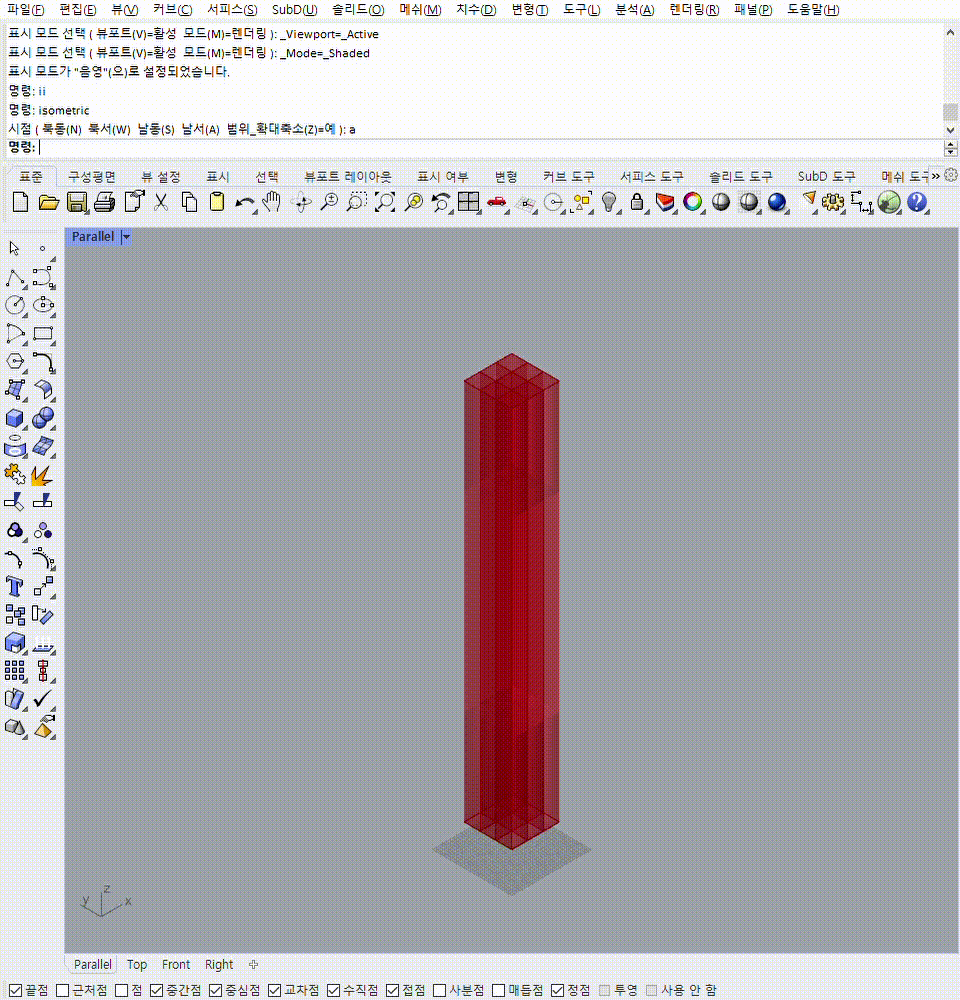 파일(F) 편집(E) 뷰(V) 커브(C) 서피스(S) SubD(U) 솔리드(O) 메쉬(M) 치수(D) 변형(T) 도구(L) 분석(A) 렌더링(R) 패널(P) 도움말(H)
표시 모드 선택 ( 뷰포트(V)=활성 모드(M)=렌더링 ): _Viewport=_Active
표시 모드 선택 ( 뷰포트(V)=활성 모드(M)=렌더링 ): _Mode=_Shaded
표시 모드가 "음영"(으)로 설정되었습니다.
명령: ii
명령: isometric
시점 ( 북동(N) 북서(W) 남동(S) 남서(A) 범위_확대축소(Z)=예 ): a
명령:
표준 구성평면 뷰 설정 표시 선택 뷰포트 레이아웃 표시 여부 변형 커브 도구 서피스 도구 솔리드 도구 SubD 도구 메쉬 도구 »
Parallel
z
y x
Parallel Top Front Right
끝점 근처점 점 중간점 중심점 교차점 수직점 접점 사분점 매듭점 정점 투영 사용 안 함